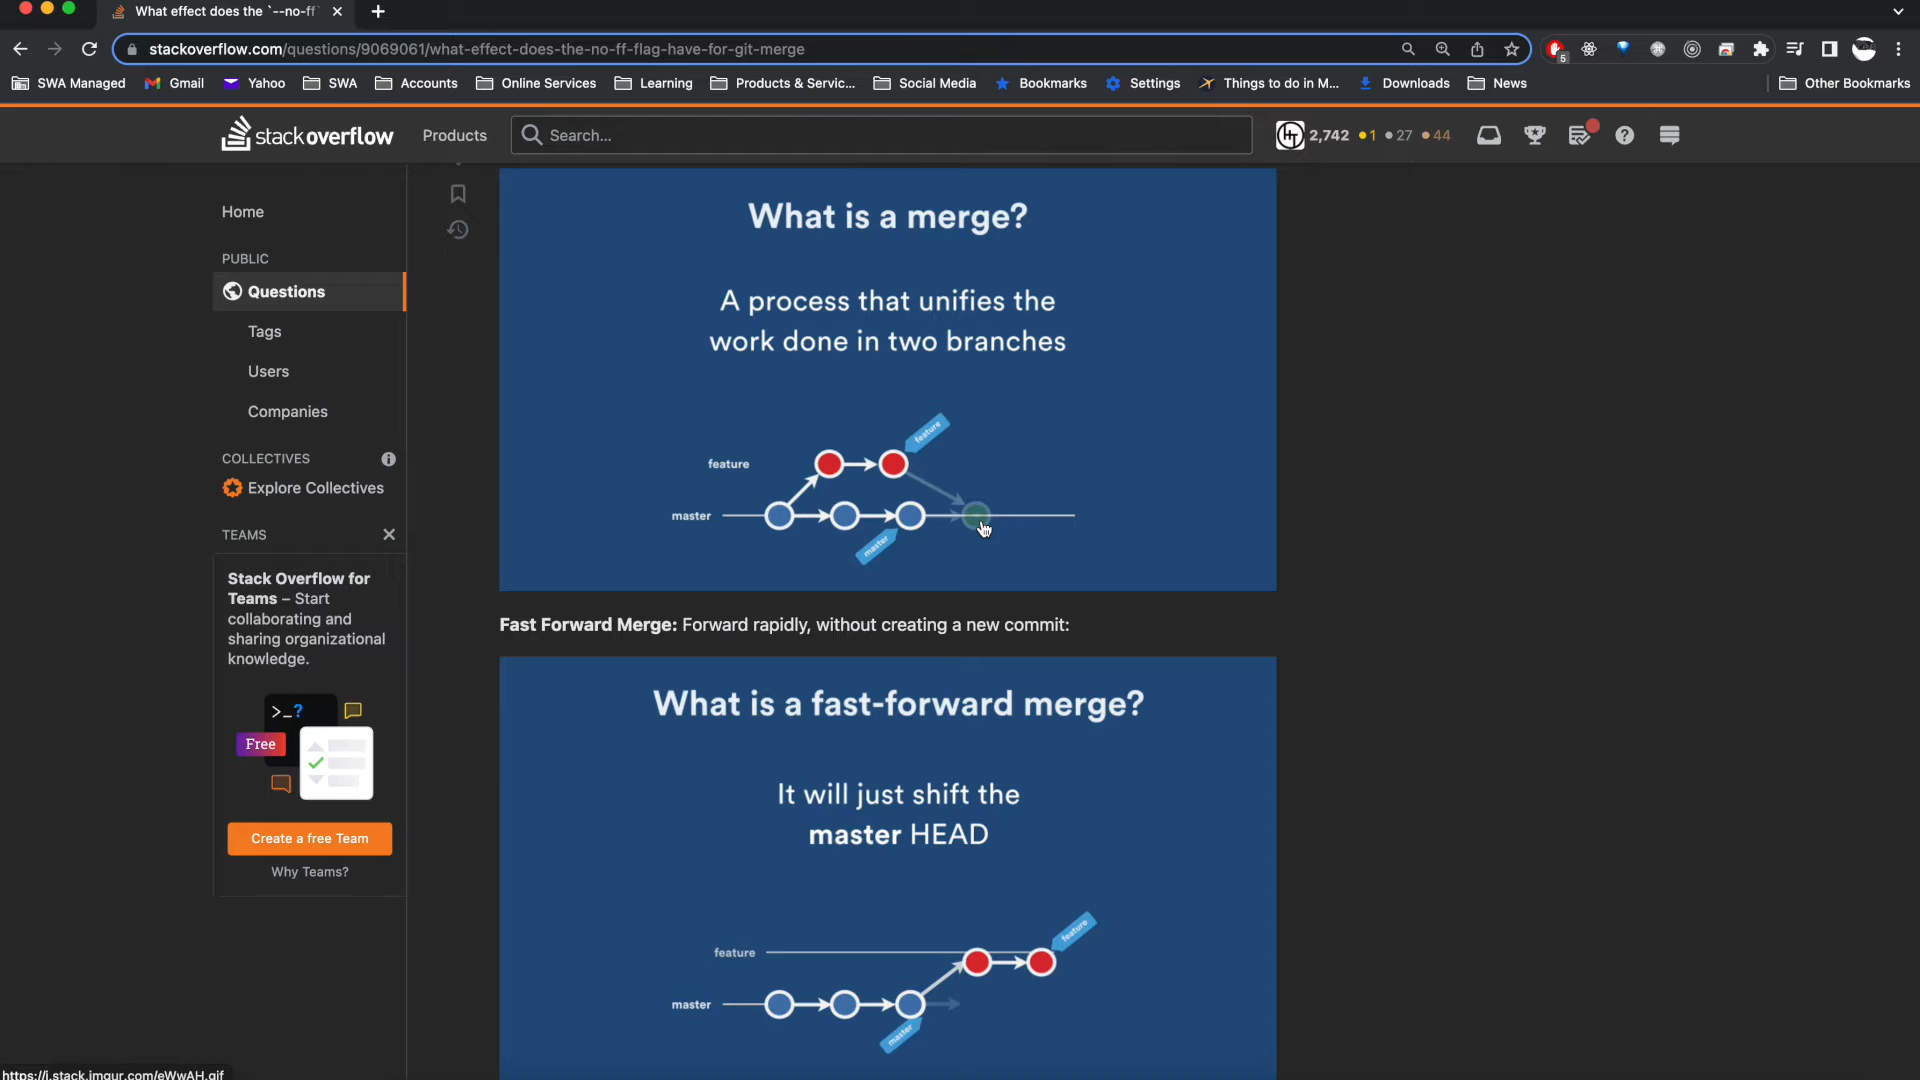 What effect does the `--no-ff
stackoverflow.com/questions/9069061/what-effect-does-the-no-ff-flag-have-for-git-merge
5
SWA Managed
Gmail
Yahoo
SWA
Accounts
Online Services
Learning
Products & Servic...
Social Media
Bookmarks
Settings
Things to do in M...
Downloads
News
Other Bookmarks
stackoverflow
Products
Search...
2,742 1 27 44
Home
PUBLIC
Questions
Tags
Users
Companies
COLLECTIVES
Explore Collectives
TEAMS
Stack Overflow for
Teams – Start
collaborating and
sharing organizational
knowledge.
>_?
Free
Create a free Team
Why Teams?
What is a merge?
A process that unifies the
work done in two branches
feature
feature
master
master
Fast Forward Merge: Forward rapidly, without creating a new commit:
What is a fast-forward merge?
It will just shift the
master HEAD
feature
feature
master
master
https://i.stack.imgur.com/eWwAH.gif